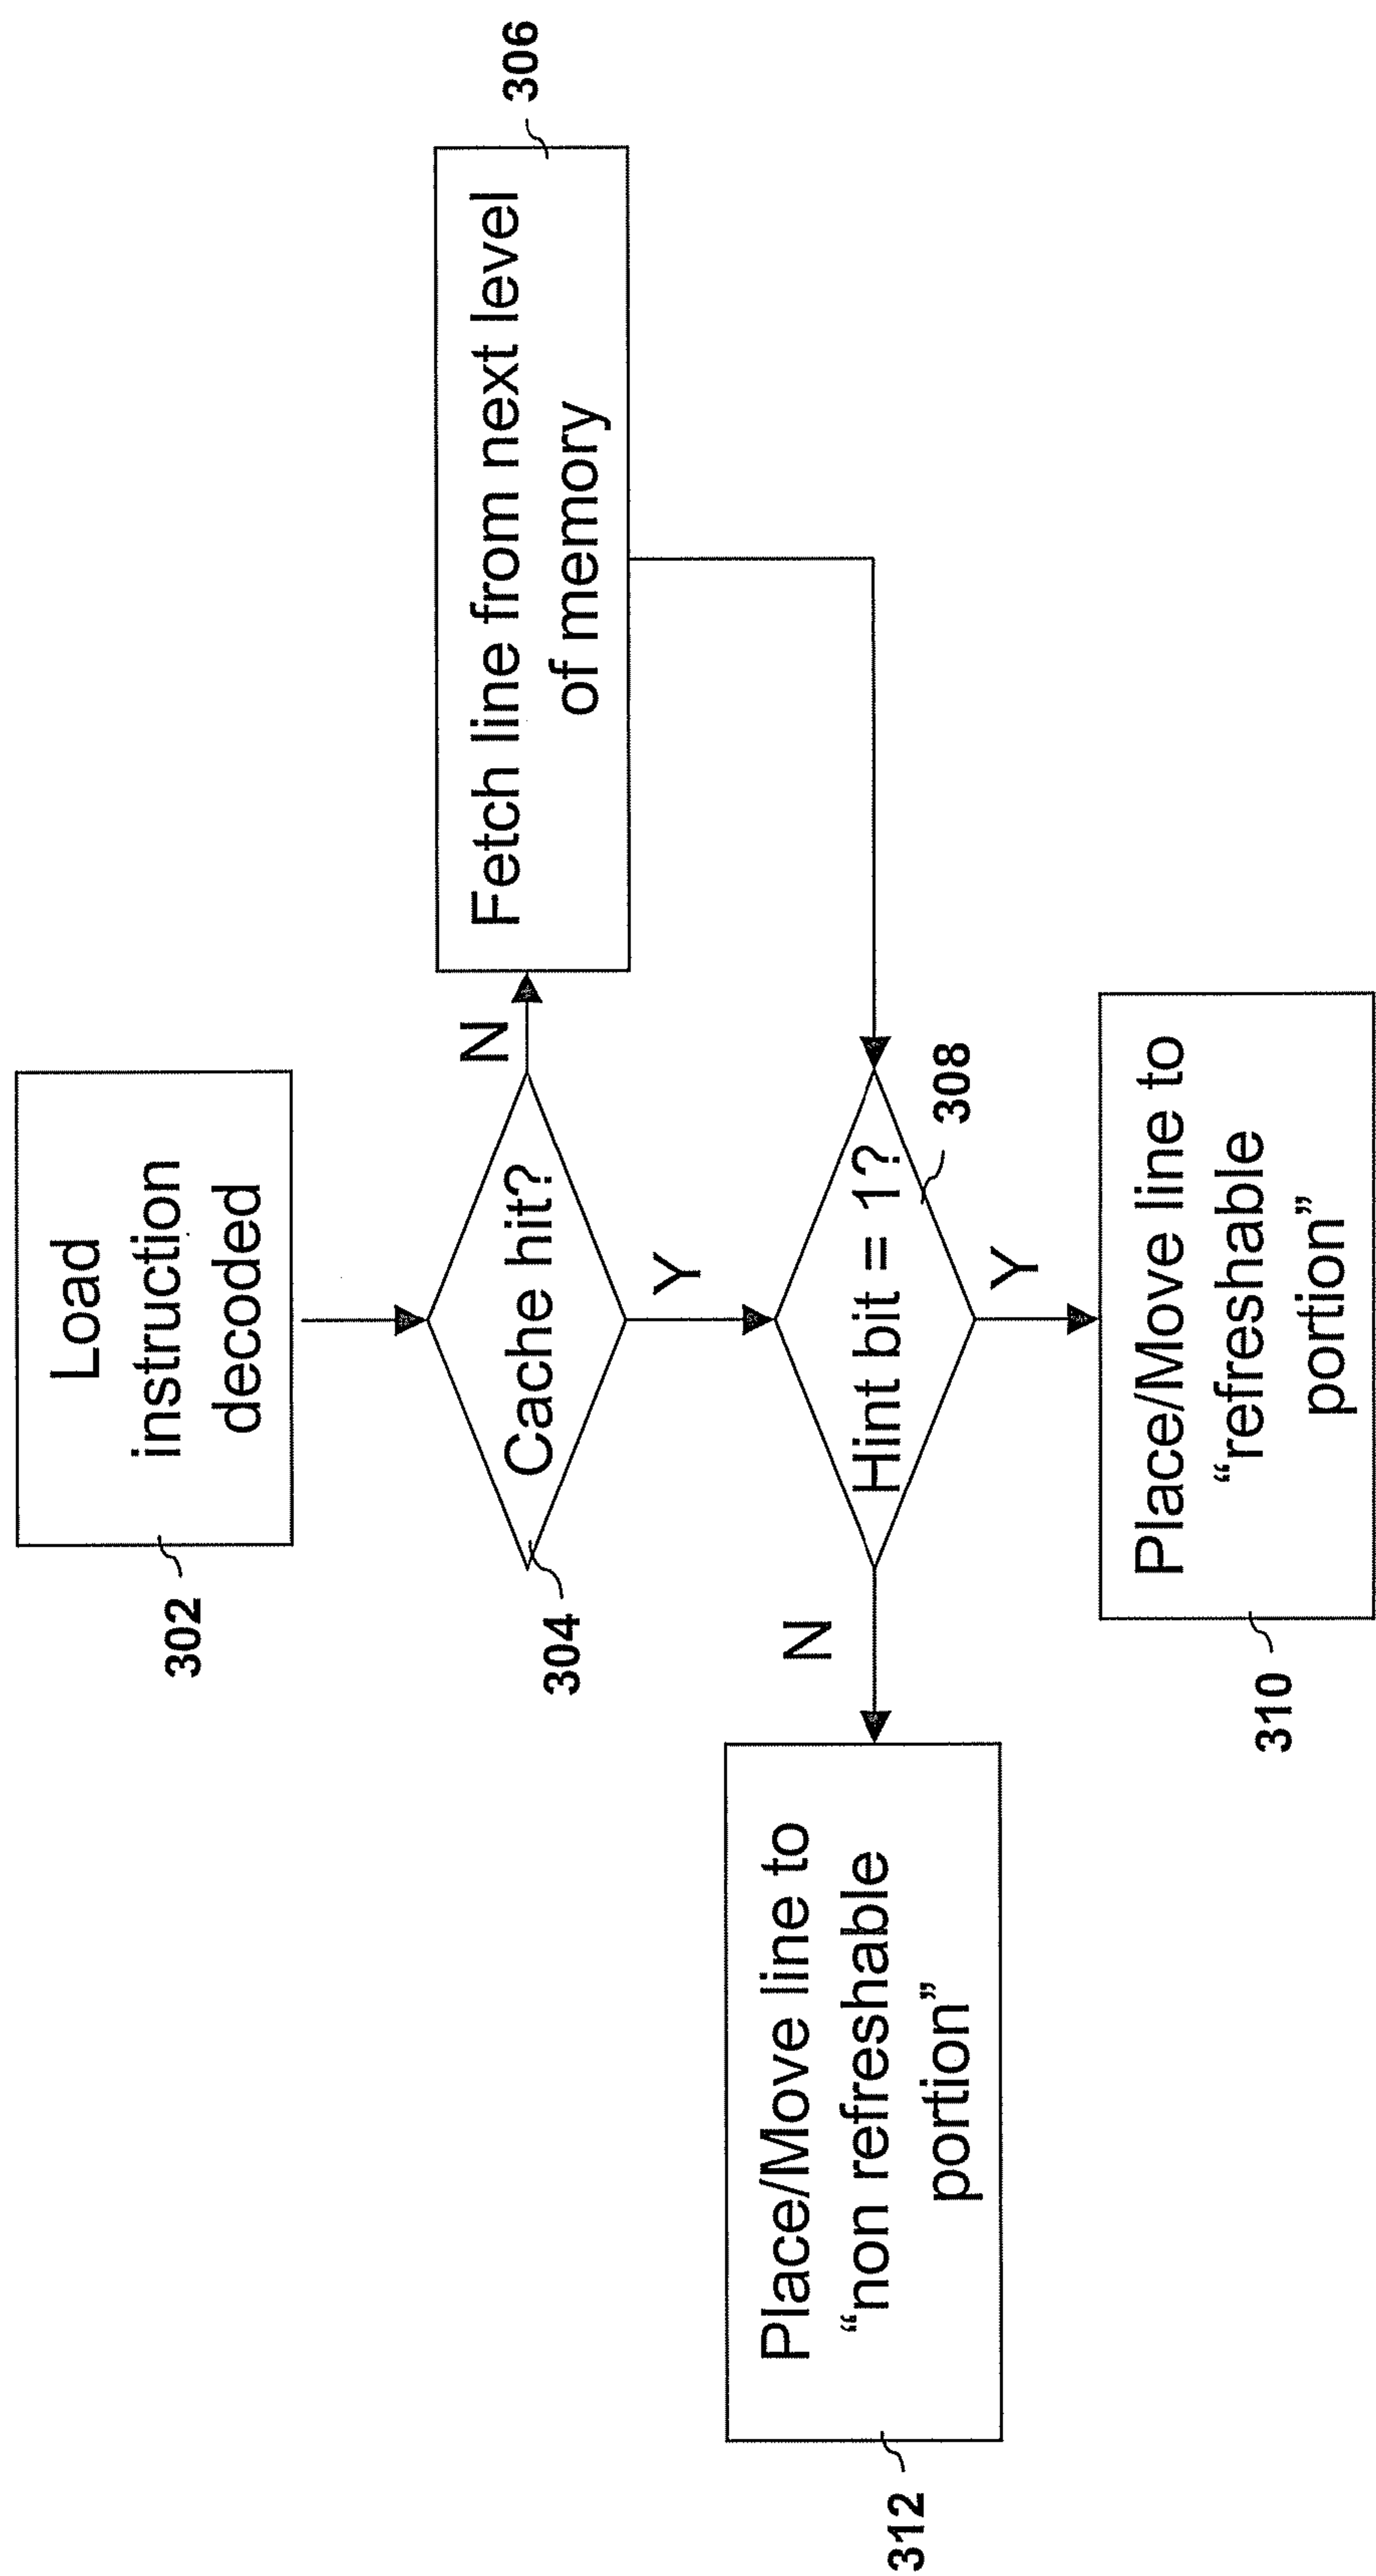 Load
instruction
decoded
302
Cache hit?
304
N
Fetch line from next level
of memory
306
Y
Hint bit = 1?
308
N
Place/Move line to
“non refreshable
portion”
312
Y
Place/Move line to
“refreshable
portion”
310